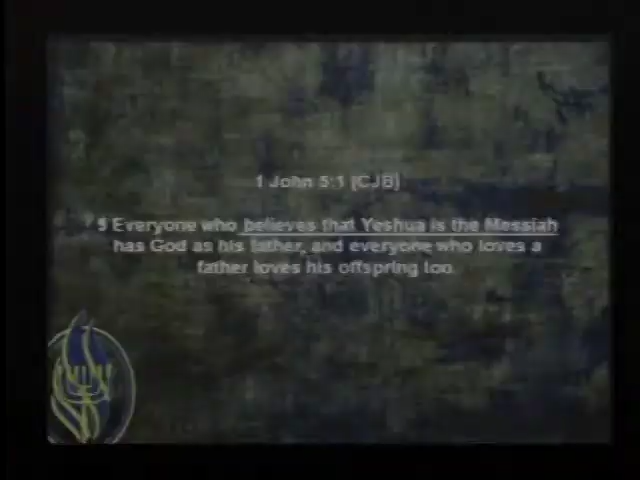 1 John 5:1 [CJB]
5 Everyone who believes that Yeshua is the Messiah
has God as his father, and everyone who loves a
father loves his offspring too